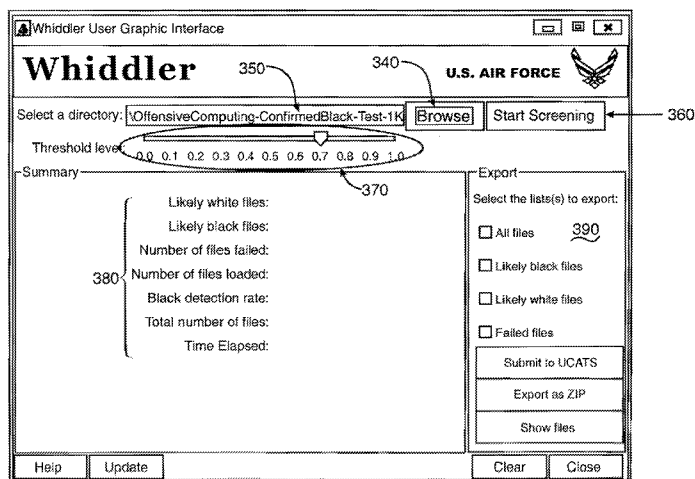 Whiddler User Graphic Interface
Whiddler
350
340
U.S. AIR FORCE
Select a directory: \OffensiveComputing-ConfirmedBlack-Test-1K
Browse
Start Screening
360
Threshold level
0.0 0.1 0.2 0.3 0.4 0.5 0.6 0.7 0.8 0.9 1.0
370
Summary
Likely white files:
Likely black files:
Number of files failed:
380
Number of files loaded:
Black detection rate:
Total number of files:
Time Elapsed:
Export
Select the lists(s) to export:
All files
390
Likely black files
Likely white files
Failed files
Submit to UCATS
Export as ZIP
Show files
Help
Update
Clear
Close